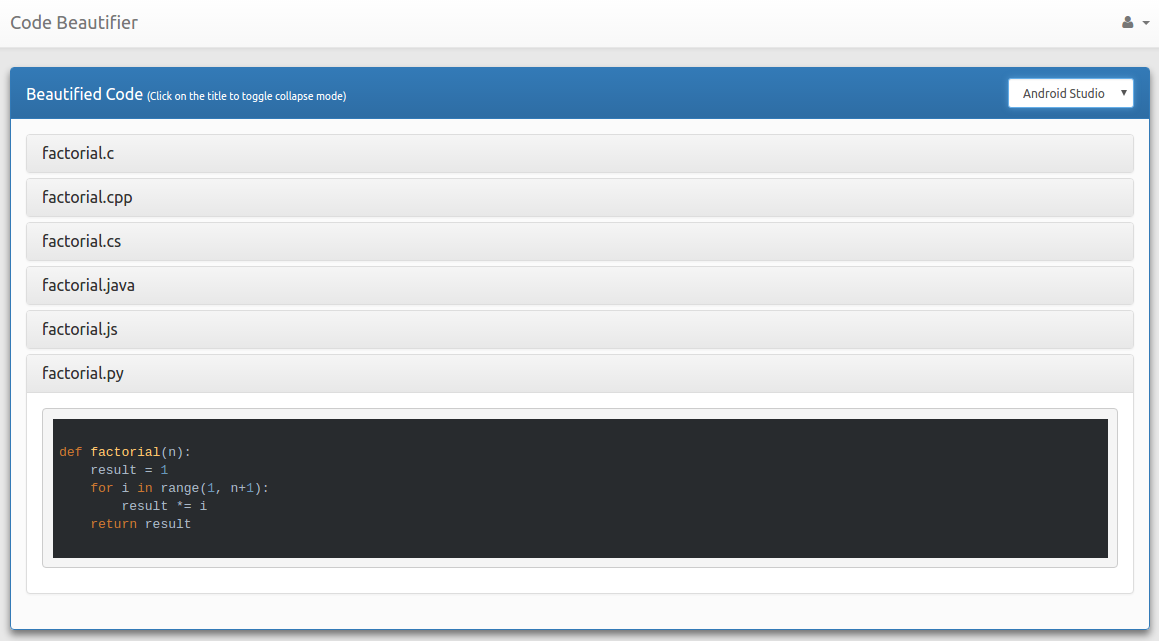 Code Beautifier
Beautified Code (Click on the title to toggle collapse mode)
Android Studio
factorial.c
factorial.cpp
factorial.cs
factorial.java
factorial.js
factorial.py
def factorial(n):
    result = 1
    for i in range(1, n+1):
        result *= i
    return result